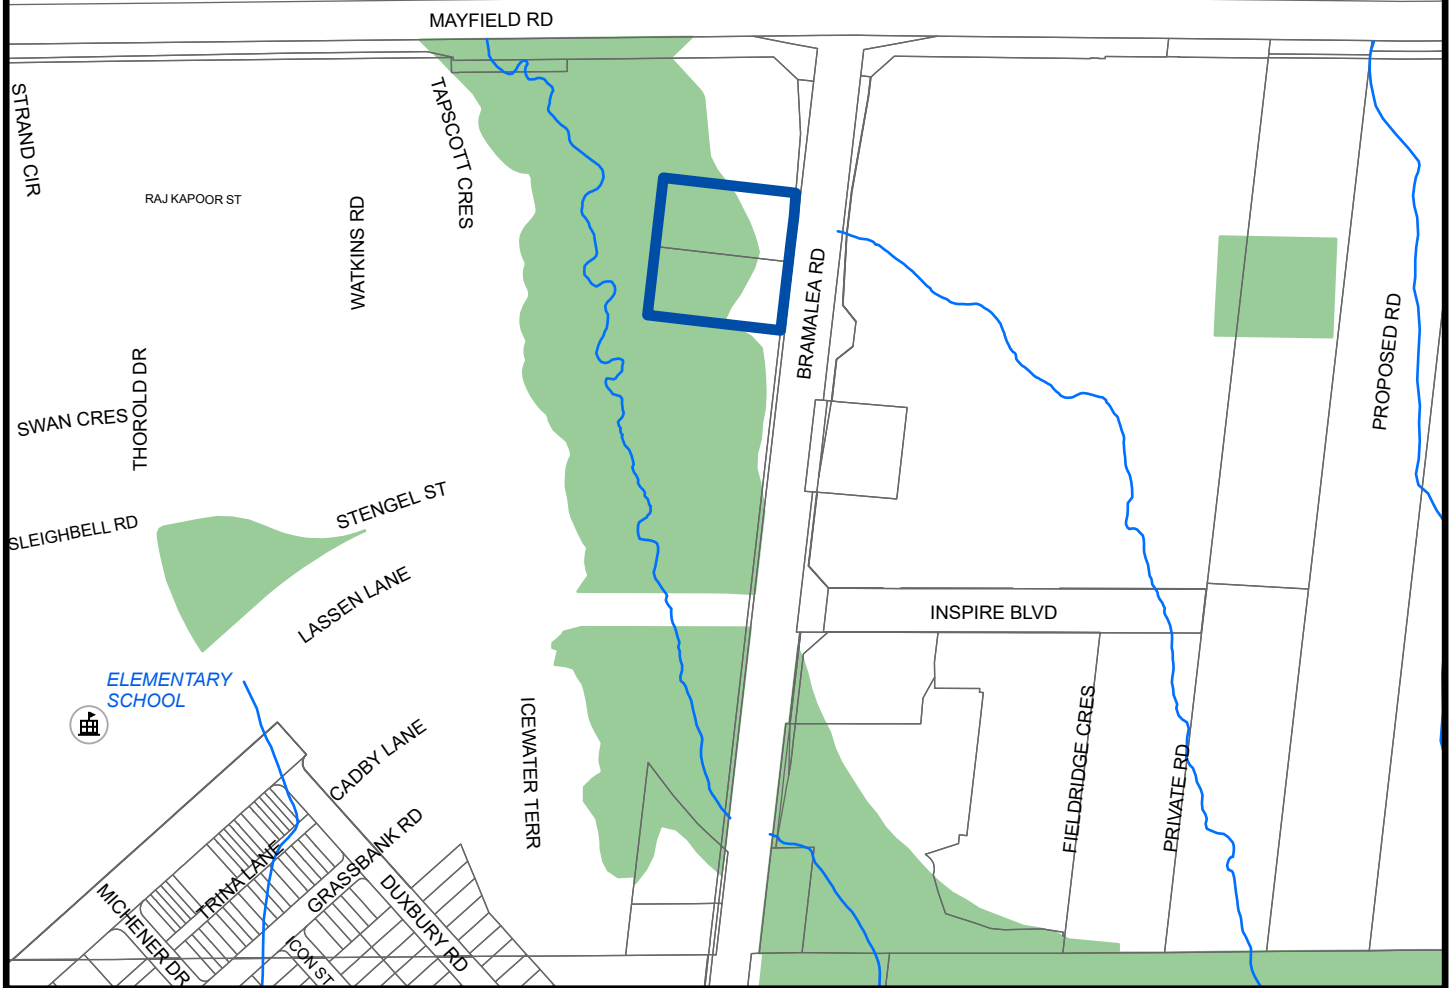 MAYFIELD RD
STRAND CIR
TAPSCOTT CRES
RAJ KAPOOR ST
WATKINS RD
BRAMALEA RD
PROPOSED RD
THOROLD DR
SWAN CRES
STENGEL ST
SLEIGHBELL RD
LASSEN LANE
INSPIRE BLVD
ELEMENTARY
SCHOOL
ICEWATER TERR
CADBY LANE
FIELDRIDGE CRES
PRIVATE RD
TRINA LANE
GRASSBANK RD
MICHENER DR
DUXBURY RD
ICON ST